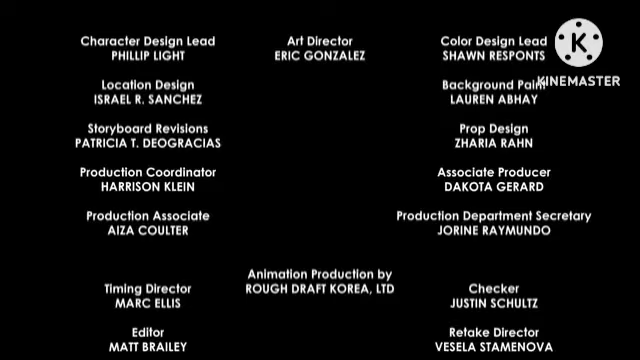 Character Design Lead
PHILLIP LIGHT
Art Director
ERIC GONZALEZ
Color Design Lead
SHAWN RESPONTS
Location Design
ISRAEL R. SANCHEZ
Background Paint
LAUREN ABHAY
Storyboard Revisions
PATRICIA T. DEOGRACIAS
Prop Design
ZHARIA RAHN
Production Coordinator
HARRISON KLEIN
Associate Producer
DAKOTA GERARD
Production Associate
AIZA COULTER
Production Department Secretary
JORINE RAYMUNDO
Animation Production by
ROUGH DRAFT KOREA, LTD
Timing Director
MARC ELLIS
Checker
JUSTIN SCHULTZ
Editor
MATT BRAILEY
Retake Director
VESELA STAMENOVA
K
KINEMASTER